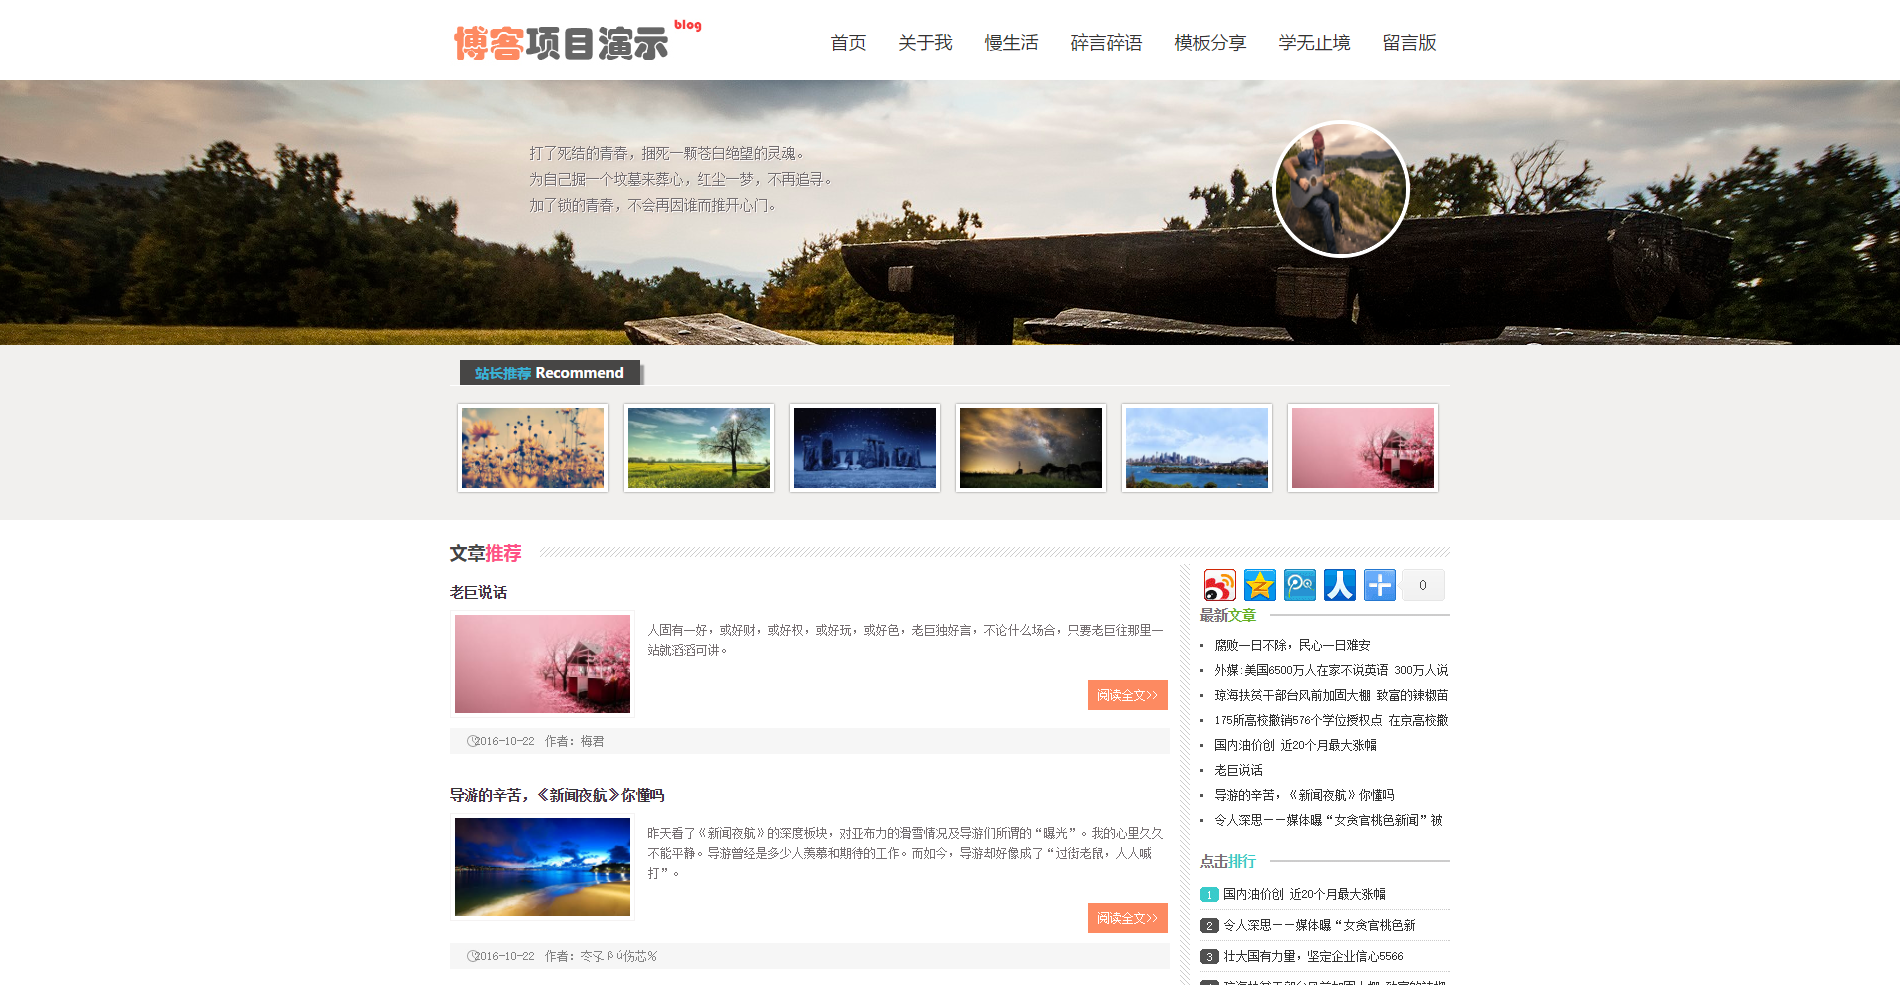 博客项目演示 blog
首页 关于我 慢生活 碎言碎语 模板分享 学无止境 留言版
打了死结的青春，捆死一颗苍白绝望的灵魂。
为自己掘一个坟墓来葬心，红尘一梦，不再追寻。
加了锁的青春，不会再因谁而推开心门。
站长推荐 Recommend
文章推荐
老巨说话
人固有一好，或好财，或好权，或好玩，或好色，老巨独好言，不论什么场合，只要老巨往那里一
站就滔滔可讲。
阅读全文>>
2016-10-22 作者：梅君
导游的辛苦，《新闻夜航》你懂吗
昨天看了《新闻夜航》的深度板块，对亚布力的滑雪情况及导游们所谓的“曝光”。我的心里久久
不能平静。导游曾经是多少人羡慕和期待的工作。而如今，导游却好像成了“过街老鼠，人人喊
打”。
阅读全文>>
2016-10-22 作者：
0
最新文章
腐败一日不除，民心一日难安
外媒:美国6500万人在家不说英语 300万人说
琼海扶贫干部台风前加固大棚 致富的辣椒苗
175所高校撤销576个学位授权点 在京高校撤
国内油价创 近20个月最大涨幅
老巨说话
导游的辛苦，《新闻夜航》你懂吗
令人深思——媒体曝“女贪官桃色新闻”被
点击排行
1 国内油价创 近20个月最大涨幅
2 令人深思——媒体曝“女贪官桃色新
3 壮大国有力量，坚定企业信心5566